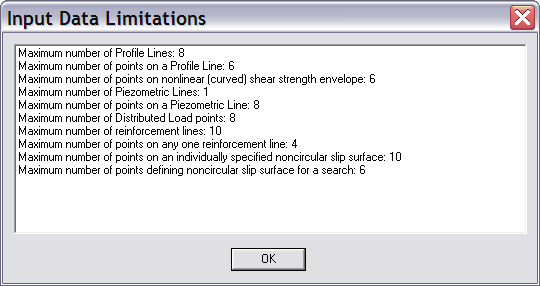 Input Data Limitations
Maximum number of Profile Lines: 8
Maximum number of points on a Profile Line: 6
Maximum number of points on nonlinear (curved) shear strength envelope: 6
Maximum number of Piezometric Lines: 1
Maximum number of points on a Piezometric Line: 8
Maximum number of Distributed Load points: 8
Maximum number of reinforcement lines: 10
Maximum number of points on any one reinforcement line: 4
Maximum number of points on an individually specified noncircular slip surface: 10
Maximum number of points defining noncircular slip surface for a search: 6
OK